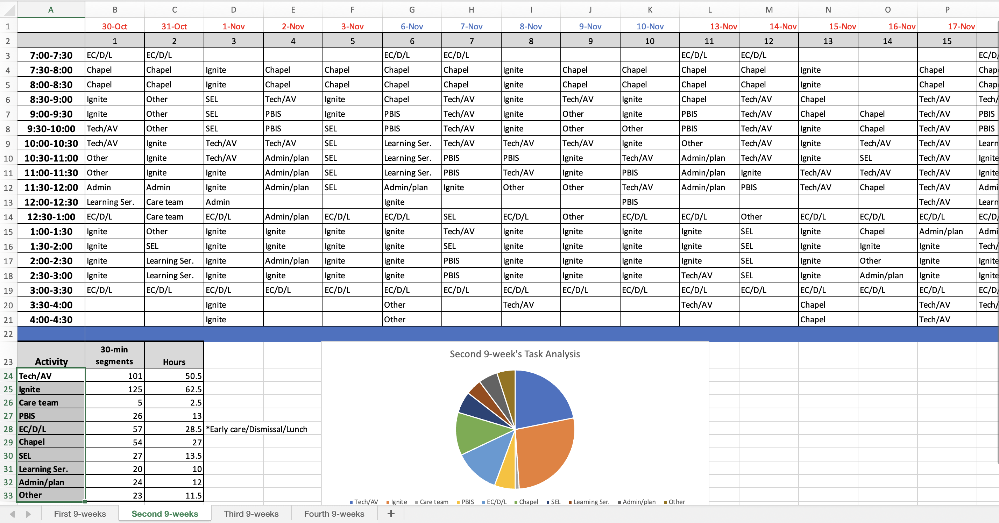 A B C D E F G H I J K L M N O P
1 30-Oct 31-Oct 1-Nov 2-Nov 3-Nov 6-Nov 7-Nov 8-Nov 9-Nov 10-Nov 13-Nov 14-Nov 15-Nov 16-Nov 17-Nov
2 1 2 3 4 5 6 7 8 9 10 11 12 13 14 15
3 7:00-7:30 EC/D/L EC/D/L EC/D/L EC/D/L EC/D/L EC/D/L EC/D/
4 7:30-8:00 Chapel Chapel Ignite Chapel Chapel Chapel Chapel Ignite Chapel Chapel Chapel Chapel Ignite Chapel Chap
5 8:00-8:30 Chapel Chapel Ignite Chapel Chapel Chapel Chapel Ignite Chapel Chapel Chapel Chapel Ignite Chapel Chap
6 8:30-9:00 Ignite Other SEL Tech/AV Ignite Chapel Tech/AV Ignite Tech/AV Ignite Chapel Tech/AV Chapel Tech/AV Tech/
7 9:00-9:30 Ignite Other SEL PBIS Ignite PBIS Tech/AV Ignite Other Ignite PBIS Tech/AV Chapel Chapel Tech/AV PBIS
8 9:30-10:00 Tech/AV Other SEL PBIS SEL PBIS Tech/AV Ignite Other Other PBIS Tech/AV Ignite Chapel Tech/AV PBIS
9 10:00-10:30 Tech/AV Ignite Tech/AV Tech/AV SEL Learning Ser. Tech/AV Tech/AV Tech/AV Ignite Other Tech/AV Ignite Tech/AV Tech/AV Learn
10 10:30-11:00 Other Ignite Tech/AV Admin/plan SEL Learning Ser. PBIS PBIS Ignite Tech/AV Admin/plan Tech/AV Ignite SEL Tech/AV Ignite
11 11:00-11:30 Other Ignite Ignite Admin/plan SEL Learning Ser. PBIS Tech/AV Ignite PBIS Admin/plan Ignite Tech/AV Tech/AV Tech/AV Ignite
12 11:30-12:00 Admin Admin Ignite Admin/plan SEL Admin/plan Ignite Other Other Tech/AV Admin/plan PBIS Tech/AV Chapel Tech/AV Admi
13 12:00-12:30 Learning Ser. Care team Admin Ignite PBIS Tech/AV Learn
14 12:30-1:00 EC/D/L Care team EC/D/L Admin/plan EC/D/L EC/D/L SEL EC/D/L Other EC/D/L EC/D/L Other EC/D/L EC/D/L EC/D/L EC/D/
15 1:00-1:30 Ignite Other Ignite Ignite Ignite Ignite Tech/AV Ignite Ignite Ignite Ignite SEL Ignite Chapel Admin/plan Admi
16 1:30-2:00 Ignite SEL Ignite Ignite Ignite Ignite SEL Ignite Ignite Ignite Ignite SEL Ignite Ignite Ignite Tech/
17 2:00-2:30 Ignite Learning Ser. Ignite Admin/plan Ignite Ignite PBIS Ignite Ignite Ignite Ignite SEL Ignite Other Ignite Ignite
18 2:30-3:00 Ignite Learning Ser. Ignite Ignite Ignite Ignite PBIS Ignite Ignite Ignite Tech/AV SEL Ignite Admin/plan Ignite Ignite
19 3:00-3:30 EC/D/L EC/D/L EC/D/L EC/D/L EC/D/L EC/D/L EC/D/L EC/D/L EC/D/L EC/D/L EC/D/L EC/D/L EC/D/L EC/D/L EC/D/L EC/D/
20 3:30-4:00 Ignite Other Tech/AV Tech/AV Chapel Tech/AV Tech/
21 4:00-4:30 Ignite Other Chapel Tech/AV
22
23 Activity 30-min segments Hours
24 Tech/AV 101 50.5
25 Ignite 125 62.5
26 Care team 5 2.5
27 PBIS 26 13
28 EC/D/L 57 28.5 *Early care/Dismissal/Lunch
29 Chapel 54 27
30 SEL 27 13.5
31 Learning Ser. 20 10
32 Admin/plan 24 12
33 Other 23 11.5
Second 9-week's Task Analysis
Tech/AV Ignite Care team PBIS EC/D/L Chapel SEL Learning Ser. Admin/plan Other
First 9-weeks Second 9-weeks Third 9-weeks Fourth 9-weeks +